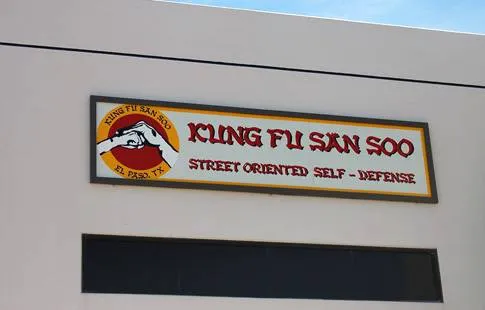 KUNG FU SAN SOO
EL PASO, TX
KUNG FU SAN SOO
STREET ORIENTED SELF - DEFENSE